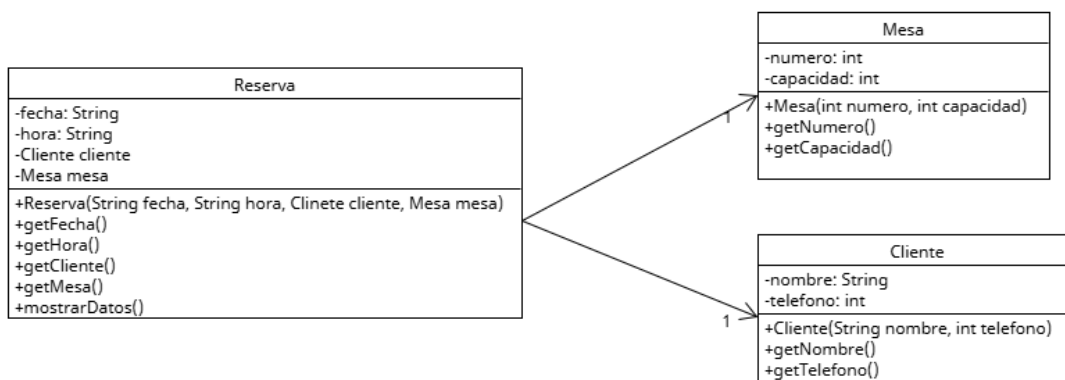 Reserva
-fecha: String
-hora: String
-Cliente cliente
-Mesa mesa
+Reserva(String fecha, String hora, Clinete cliente, Mesa mesa)
+getFecha()
+getHora()
+getCliente()
+getMesa()
+mostrarDatos()
1
1
Mesa
-numero: int
-capacidad: int
+Mesa(int numero, int capacidad)
+getNumero()
+getCapacidad()
Cliente
-nombre: String
-telefono: int
+Cliente(String nombre, int telefono)
+getNombre()
+getTelefono()